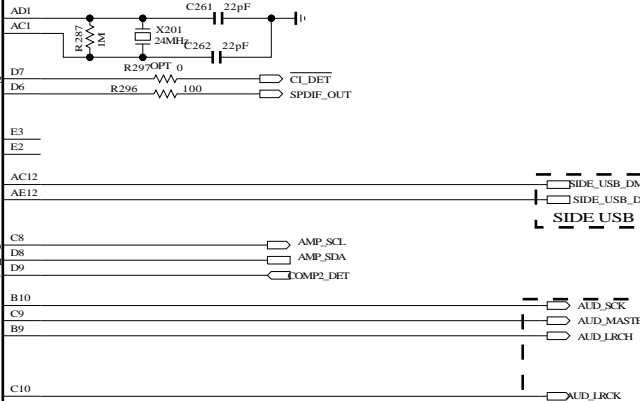 AD1
C261 22pF
AC1
R287
1M
X201
24MHz
C262 22pF
D7
R297 OPT 0
CI_DET
D6
R296 100
SPDIF_OUT
E3
E2
AC12
SIDE_USB_DM
AE12
SIDE_USB_D
SIDE USB
C8
AMP_SCL
D8
AMP_SDA
D9
COMP2_DET
B10
AUD_SCK
C9
AUD_MASTE
B9
AUD_LRCH
C10
AUD_LRCK